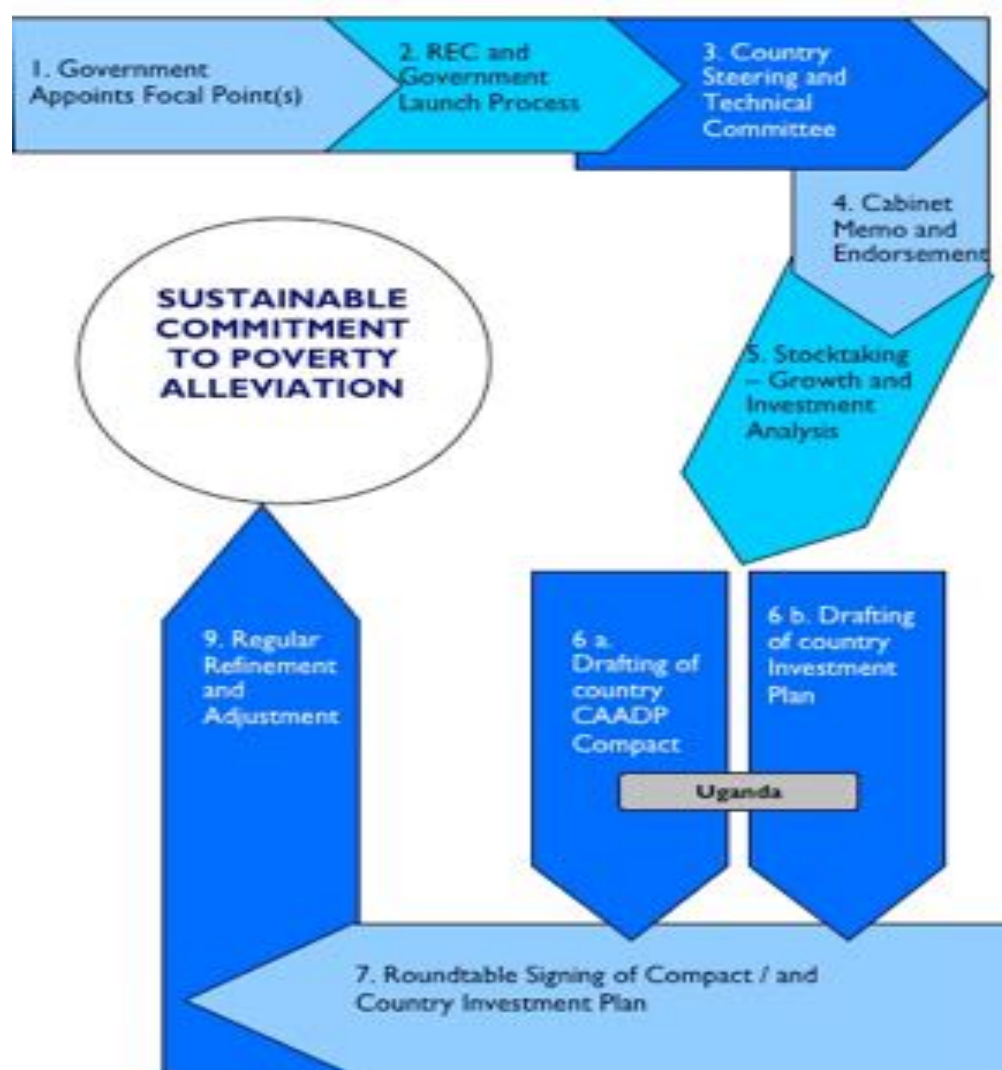 1. Government
Appoints Focal Point(s)
2. REC and
Government
Launch Process
3. Country
Steering and
Technical
Committee
4. Cabinet
Memo and
Endorsement
5. Stocktaking
– Growth and
Investment
Analysis
SUSTAINABLE
COMMITMENT
TO POVERTY
ALLEVIATION
6 a.
Drafting of
country
CAADP
Compact
6 b. Drafting
of country
Investment
Plan
Uganda
7. Roundtable Signing of Compact / and
Country Investment Plan
9. Regular
Refinement
and
Adjustment